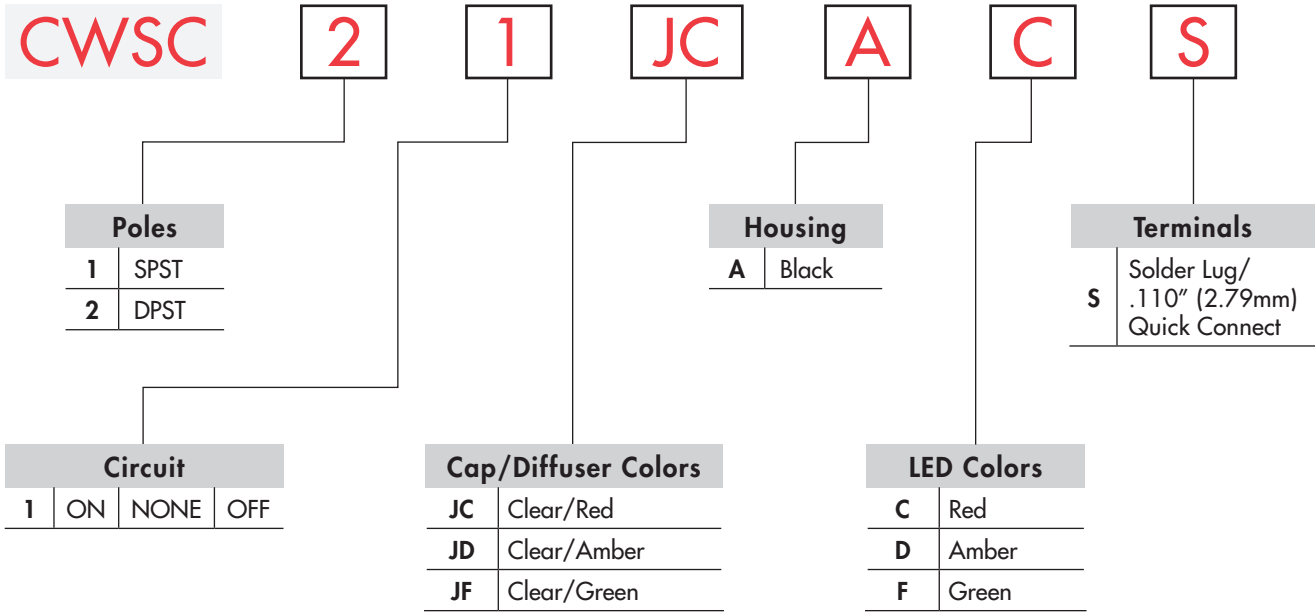 CWSC 2 1 JC A C S
Poles
1 SPST
2 DPST
Housing
A Black
Terminals
S Solder Lug/
.110” (2.79mm)
Quick Connect
Circuit
1 ON NONE OFF
Cap/Diffuser Colors
JC Clear/Red
JD Clear/Amber
JF Clear/Green
LED Colors
C Red
D Amber
F Green